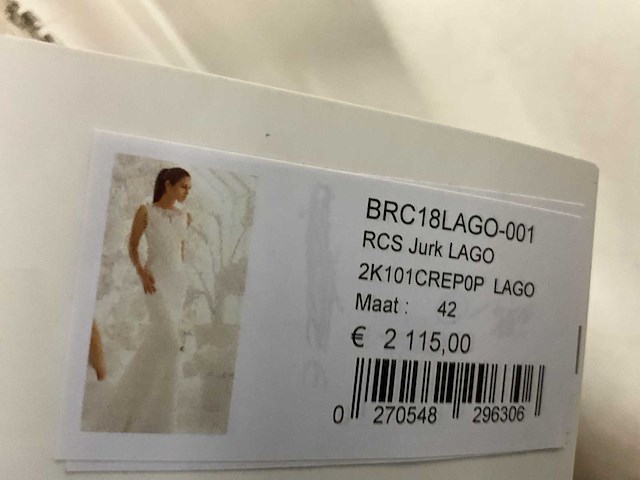 BRC18LAGO-001
RCS Jurk LAGO
2K101CREP0P LAGO
Maat : 42
€ 2 115,00
0 270548 296306